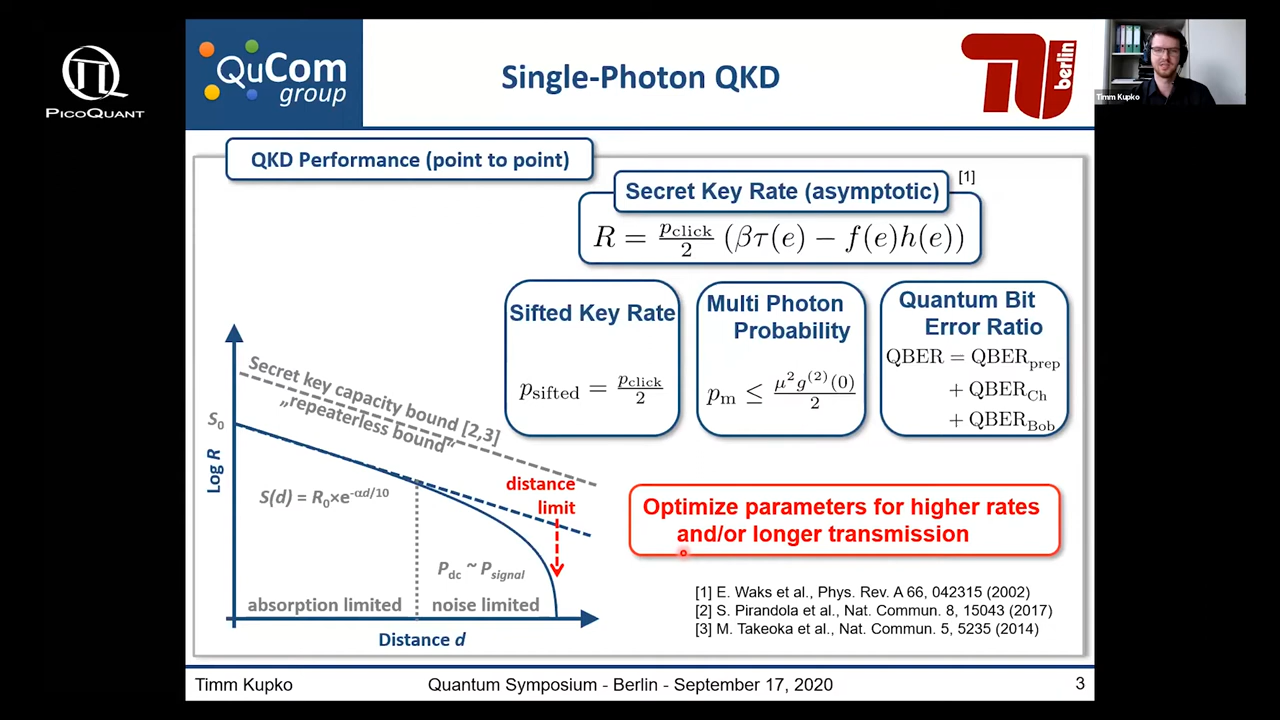 PICOQUANT
QuCom
group
Single-Photon QKD
TU
berlin
Timm Kupko
QKD Performance (point to point)
Secret Key Rate (asymptotic)
[1]
R = p_click/2 (βτ(e) − f(e)h(e))
Sifted Key Rate
p_sifted = p_click/2
Multi Photon
Probability
p_m ≤ μ²g⁽²⁾(0)/2
Quantum Bit
Error Ratio
QBER = QBER_prep
+ QBER_Ch
+ QBER_Bob
Secret key capacity bound [2,3]
„repeaterless bound“
S₀
Log R
S(d) = R₀×e^-αd/10
distance
limit
P_dc ~ P_signal
absorption limited
noise limited
Distance d
Optimize parameters for higher rates
and/or longer transmission
[1] E. Waks et al., Phys. Rev. A 66, 042315 (2002)
[2] S. Pirandola et al., Nat. Commun. 8, 15043 (2017)
[3] M. Takeoka et al., Nat. Commun. 5, 5235 (2014)
Timm Kupko
Quantum Symposium - Berlin - September 17, 2020
3